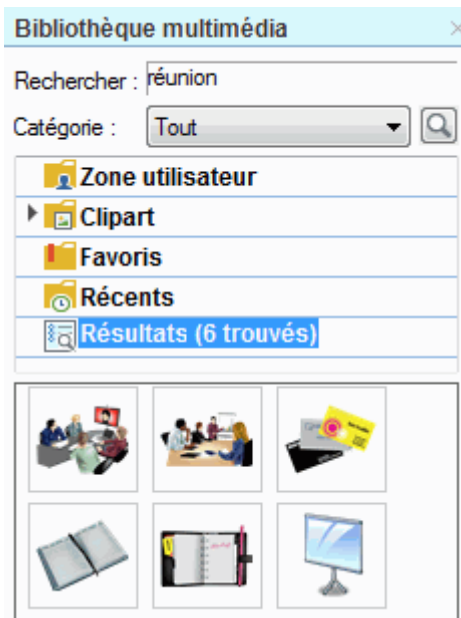 Bibliothèque multimédia
Rechercher : réunion
Catégorie : Tout
Zone utilisateur
Clipart
Favoris
Récents
Résultats (6 trouvés)